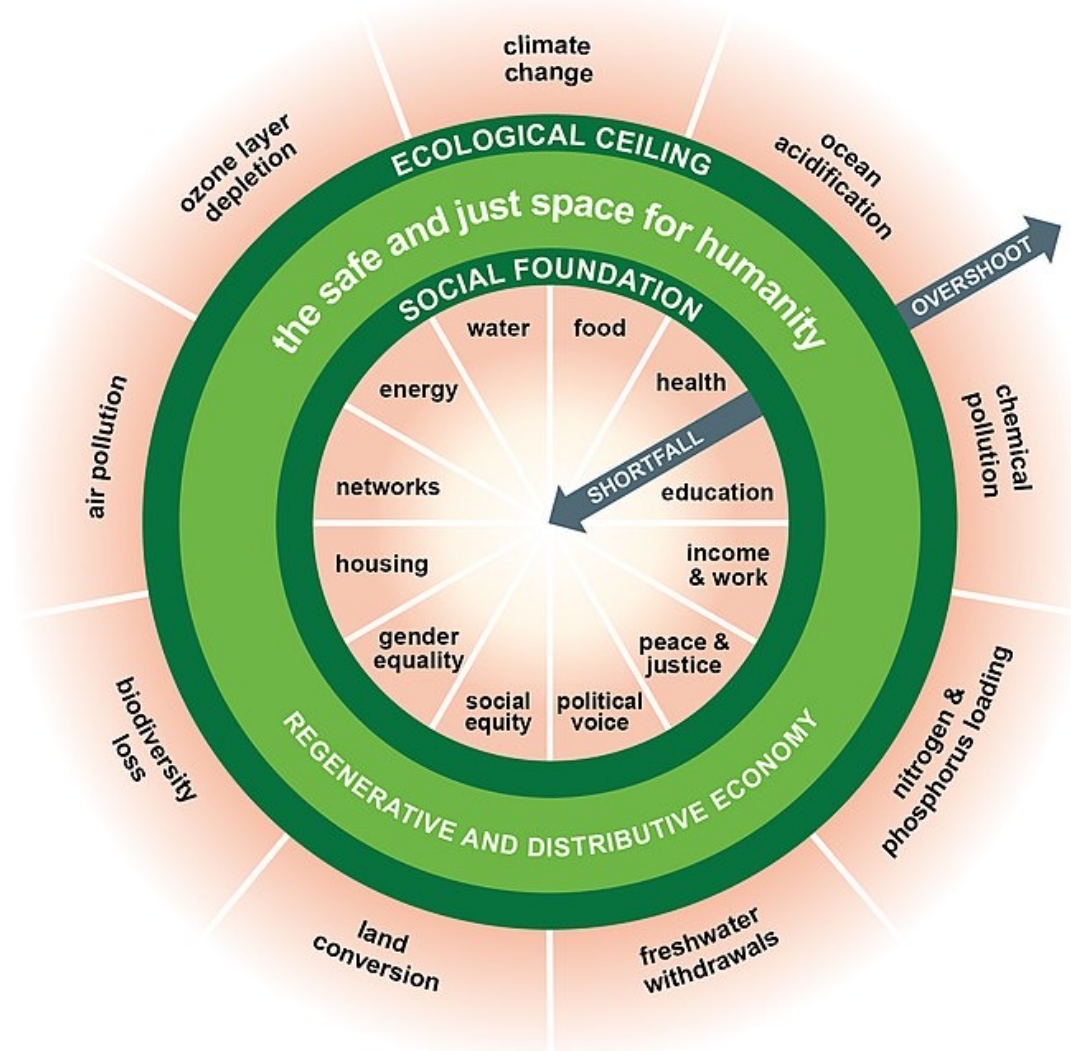 climate
change
ocean
acidification
OVERSHOOT
chemical
pollution
nitrogen &
phosphorus loading
freshwater
withdrawals
land
conversion
biodiversity
loss
air pollution
ozone layer
depletion
ECOLOGICAL CEILING
the safe and just space for humanity
SOCIAL FOUNDATION
water
food
health
SHORTFALL
education
income
& work
peace &
justice
political
voice
social
equity
gender
equality
housing
networks
energy
REGENERATIVE AND DISTRIBUTIVE ECONOMY